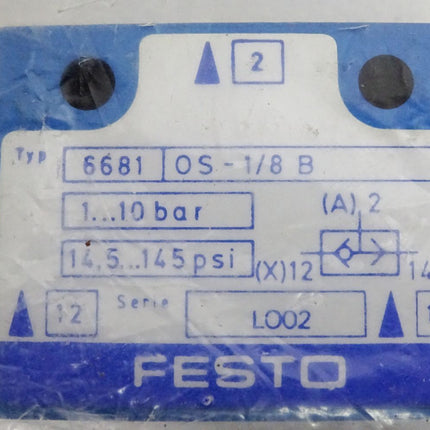 2
Typ 6681 OS-1/8 B
1...10 bar (A) 2
14,5...145 psi (X) 12 14
12 Serie L002
FESTO